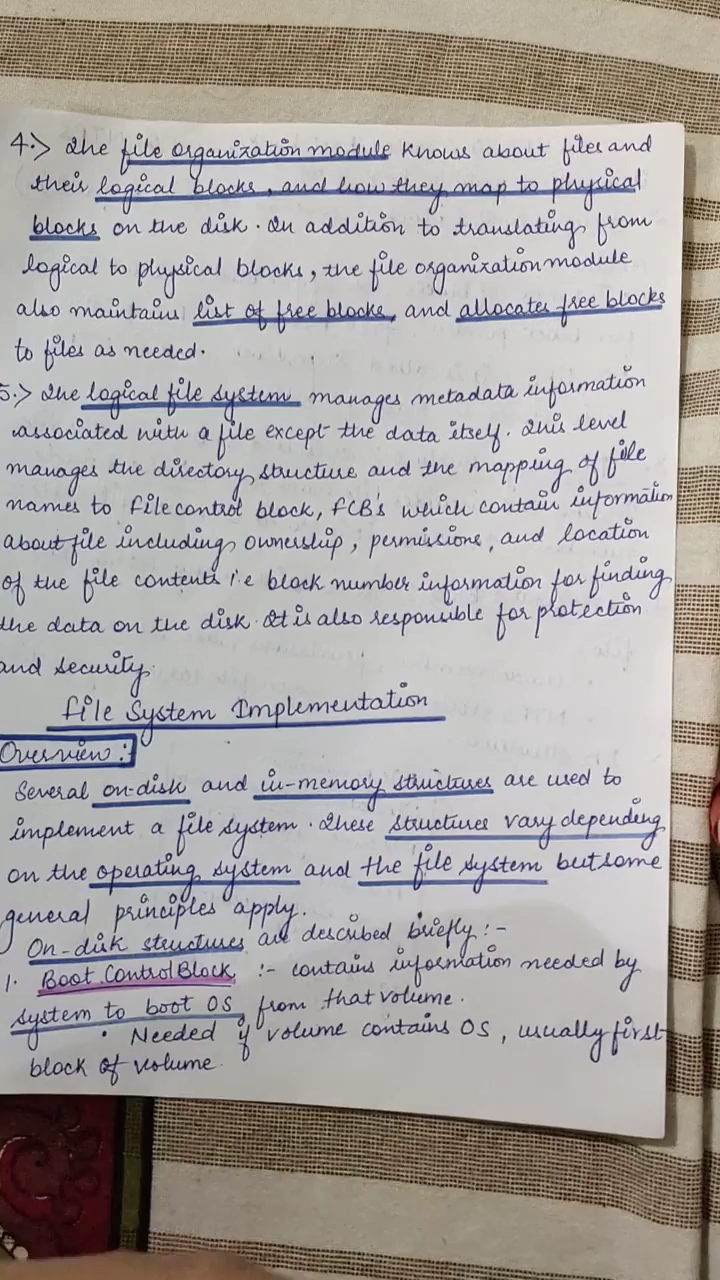 4.> The file organization module knows about files and
their logical blocks, and how they map to physical
blocks on the disk. In addition to translating from
logical to physical blocks, the file organization module
also maintains list of free blocks, and allocates free blocks
to files as needed.
5.> The logical file system manages metadata information
associated with a file except the data itself. This level
manages the directory structure and the mapping of file
names to file control block, FCB's which contain information
about file including ownership, permissions, and location
of the file contents i.e block number information for finding
the data on the disk. It is also responsible for protection
and security.
File System Implementation
Overview:-
Several on-disk and in-memory structures are used to
implement a file system. These structures vary depending
on the operating system and the file system but some
general principles apply.
On-disk structures are described briefly :-
1. Boot Control Block :- contains information needed by
system to boot OS from that volume.
• Needed if volume contains OS, usually first
block of volume.